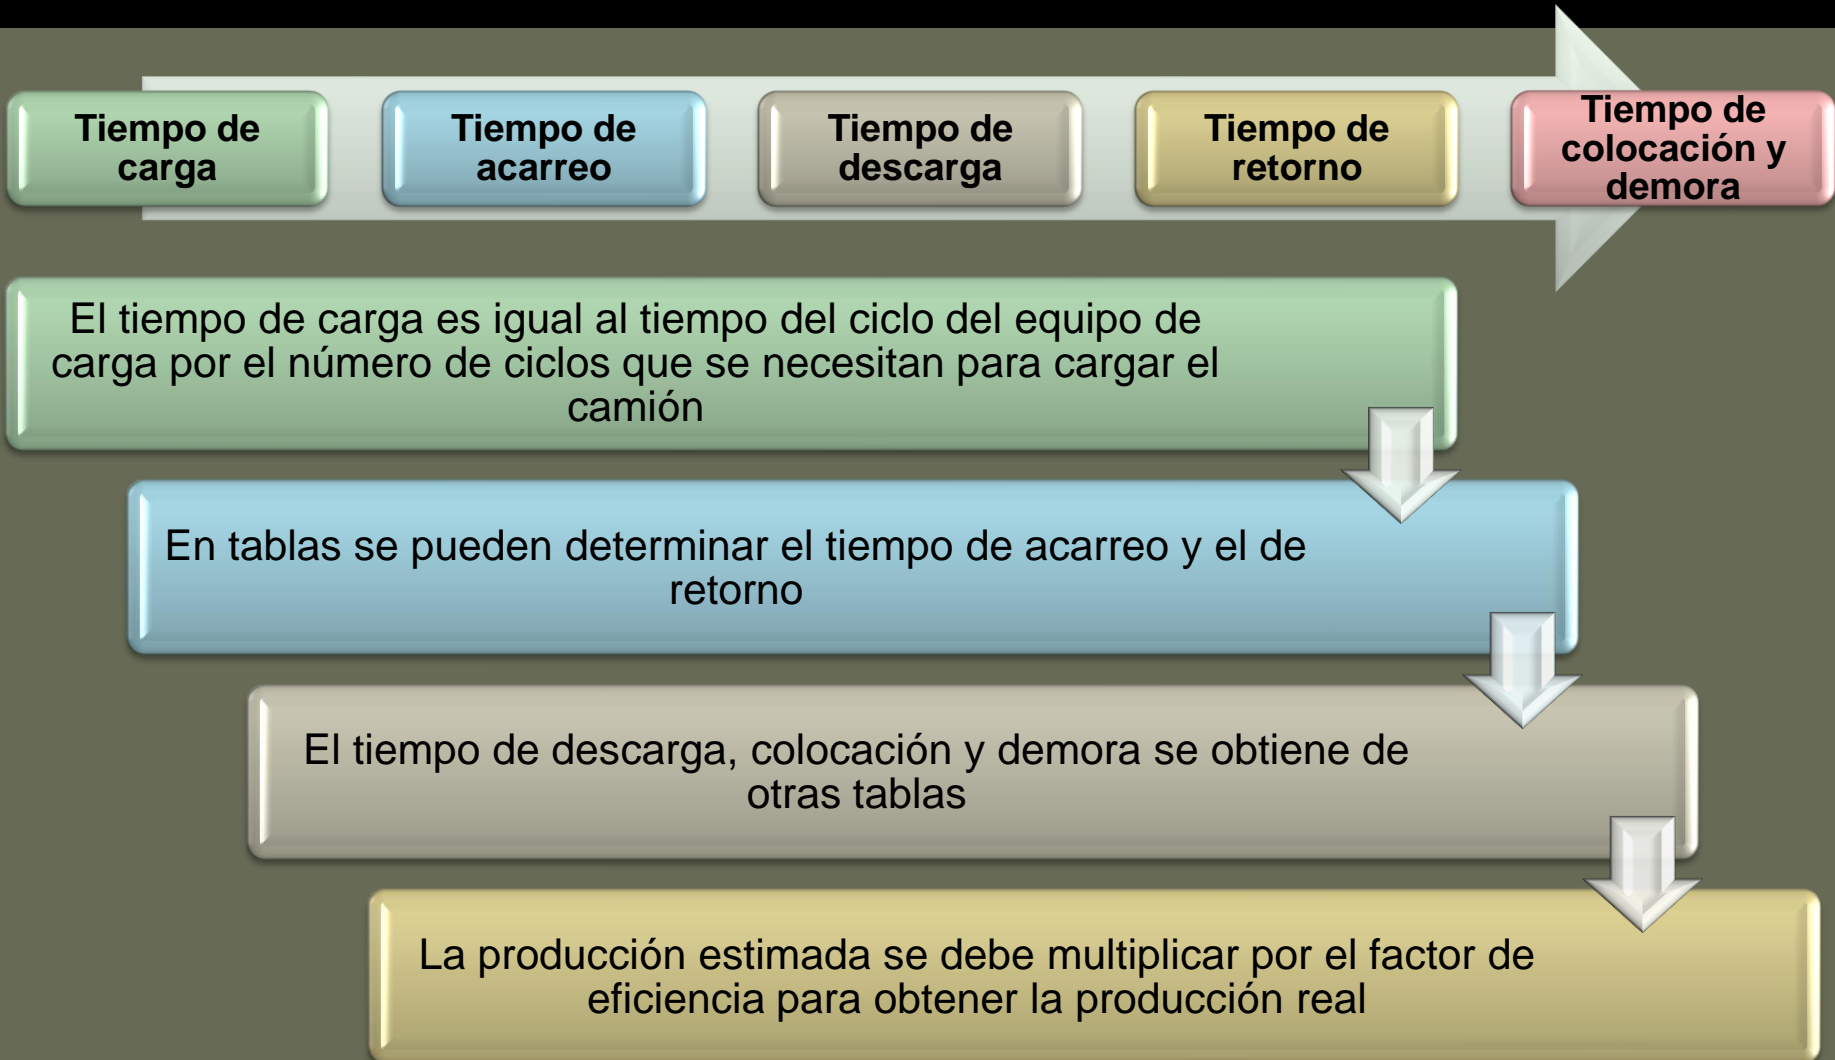 Tiempo de
carga
Tiempo de
acarreo
Tiempo de
descarga
Tiempo de
retorno
Tiempo de
colocación y
demora
El tiempo de carga es igual al tiempo del ciclo del equipo de
carga por el número de ciclos que se necesitan para cargar el
camión
En tablas se pueden determinar el tiempo de acarreo y el de
retorno
El tiempo de descarga, colocación y demora se obtiene de
otras tablas
La producción estimada se debe multiplicar por el factor de
eficiencia para obtener la producción real